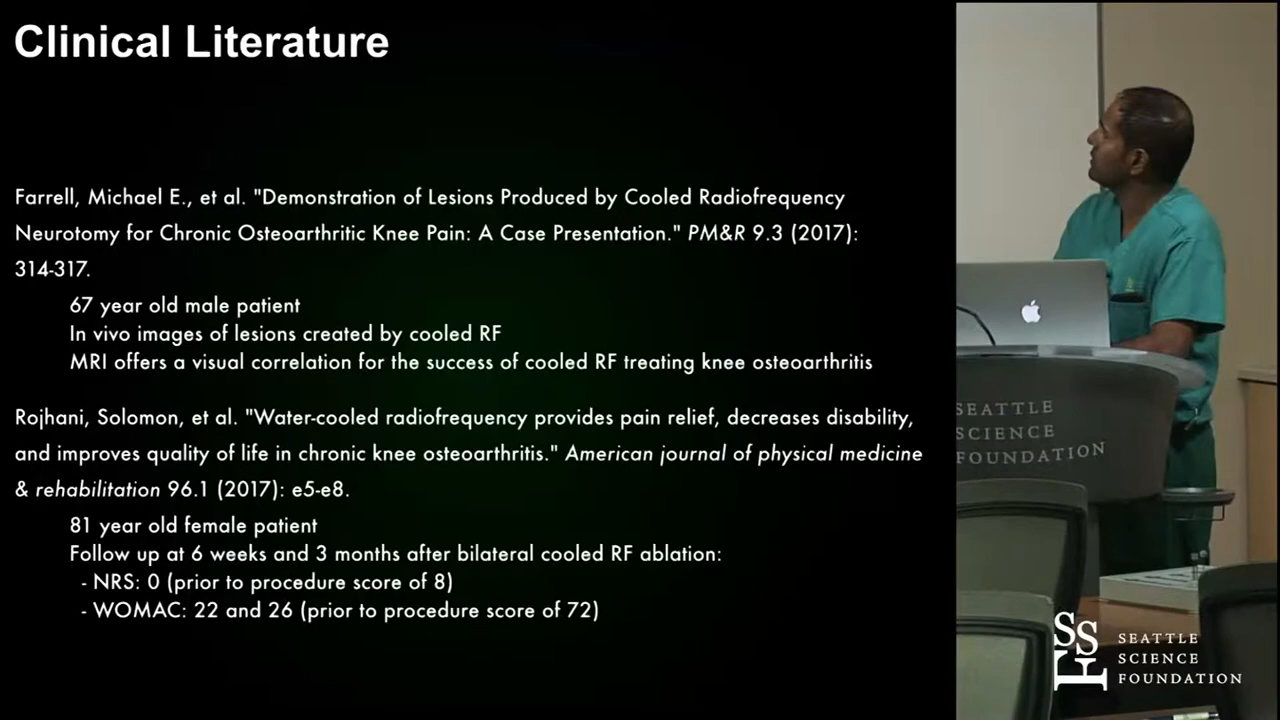 Clinical Literature
Farrell, Michael E., et al. "Demonstration of Lesions Produced by Cooled Radiofrequency
Neurotomy for Chronic Osteoarthritic Knee Pain: A Case Presentation." PM&R 9.3 (2017):
314-317.
67 year old male patient
In vivo images of lesions created by cooled RF
MRI offers a visual correlation for the success of cooled RF treating knee osteoarthritis
Rojhani, Solomon, et al. "Water-cooled radiofrequency provides pain relief, decreases disability,
and improves quality of life in chronic knee osteoarthritis." American journal of physical medicine
& rehabilitation 96.1 (2017): e5-e8.
81 year old female patient
Follow up at 6 weeks and 3 months after bilateral cooled RF ablation:
- NRS: 0 (prior to procedure score of 8)
- WOMAC: 22 and 26 (prior to procedure score of 72)
SEATTLE
SCIENCE
FOUNDATION
SSF
SEATTLE
SCIENCE
FOUNDATION